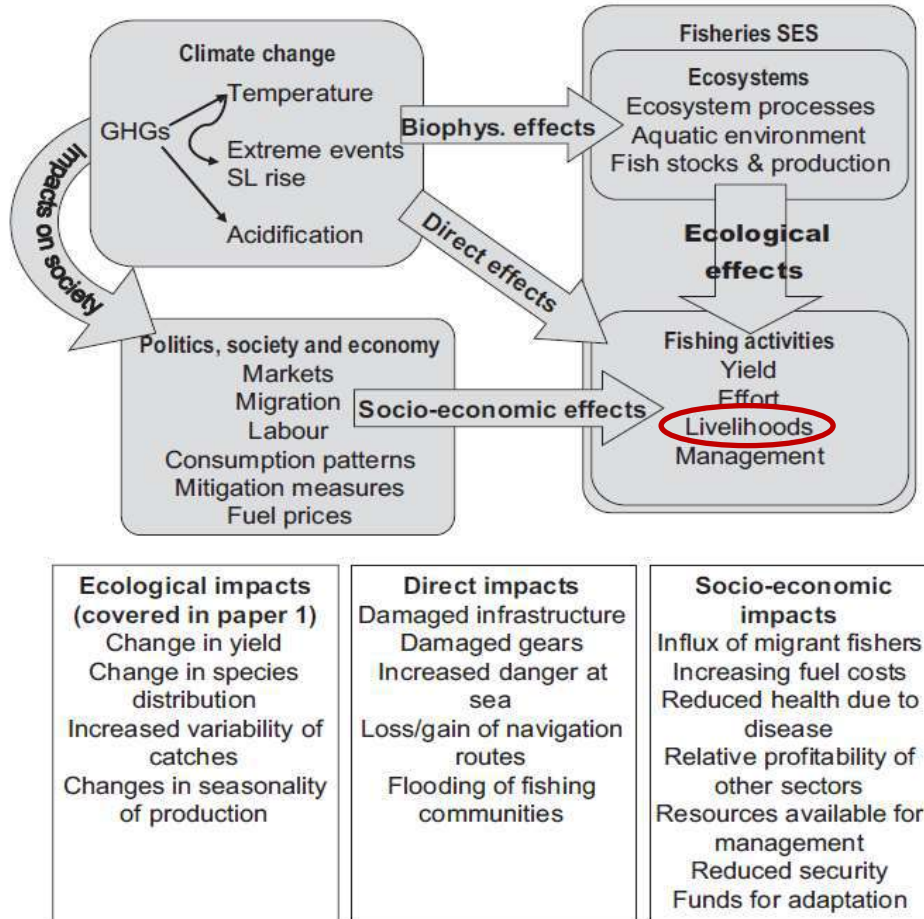 Climate change
Temperature
GHGs
Extreme events
SL rise
Acidification
Impacts on society
Biophys. effects
Direct effects
Fisheries SES
Ecosystems
Ecosystem processes
Aquatic environment
Fish stocks & production
Ecological
effects
Politics, society and economy
Markets
Migration
Labour
Consumption patterns
Mitigation measures
Fuel prices
Socio-economic effects
Fishing activities
Yield
Effort
Livelihoods
Management
Ecological impacts
(covered in paper 1)
Change in yield
Change in species
distribution
Increased variability of
catches
Changes in seasonality
of production
Direct impacts
Damaged infrastructure
Damaged gears
Increased danger at
sea
Loss/gain of navigation
routes
Flooding of fishing
communities
Socio-economic
impacts
Influx of migrant fishers
Increasing fuel costs
Reduced health due to
disease
Relative profitability of
other sectors
Resources available for
management
Reduced security
Funds for adaptation